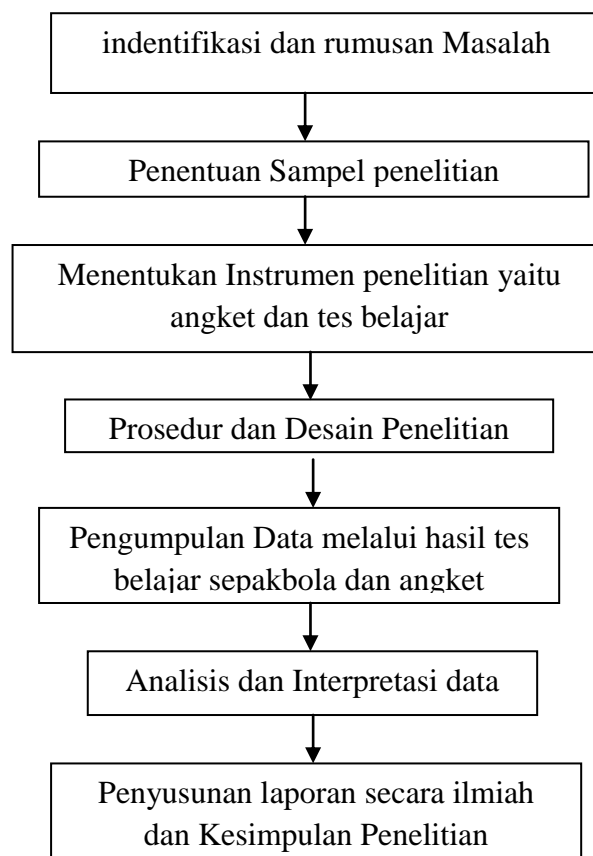 indentifikasi dan rumusan Masalah
Penentuan Sampel penelitian
Menentukan Instrumen penelitian yaitu
angket dan tes belajar
Prosedur dan Desain Penelitian
Pengumpulan Data melalui hasil tes
belajar sepakbola dan angket
Analisis dan Interpretasi data
Penyusunan laporan secara ilmiah
dan Kesimpulan Penelitian